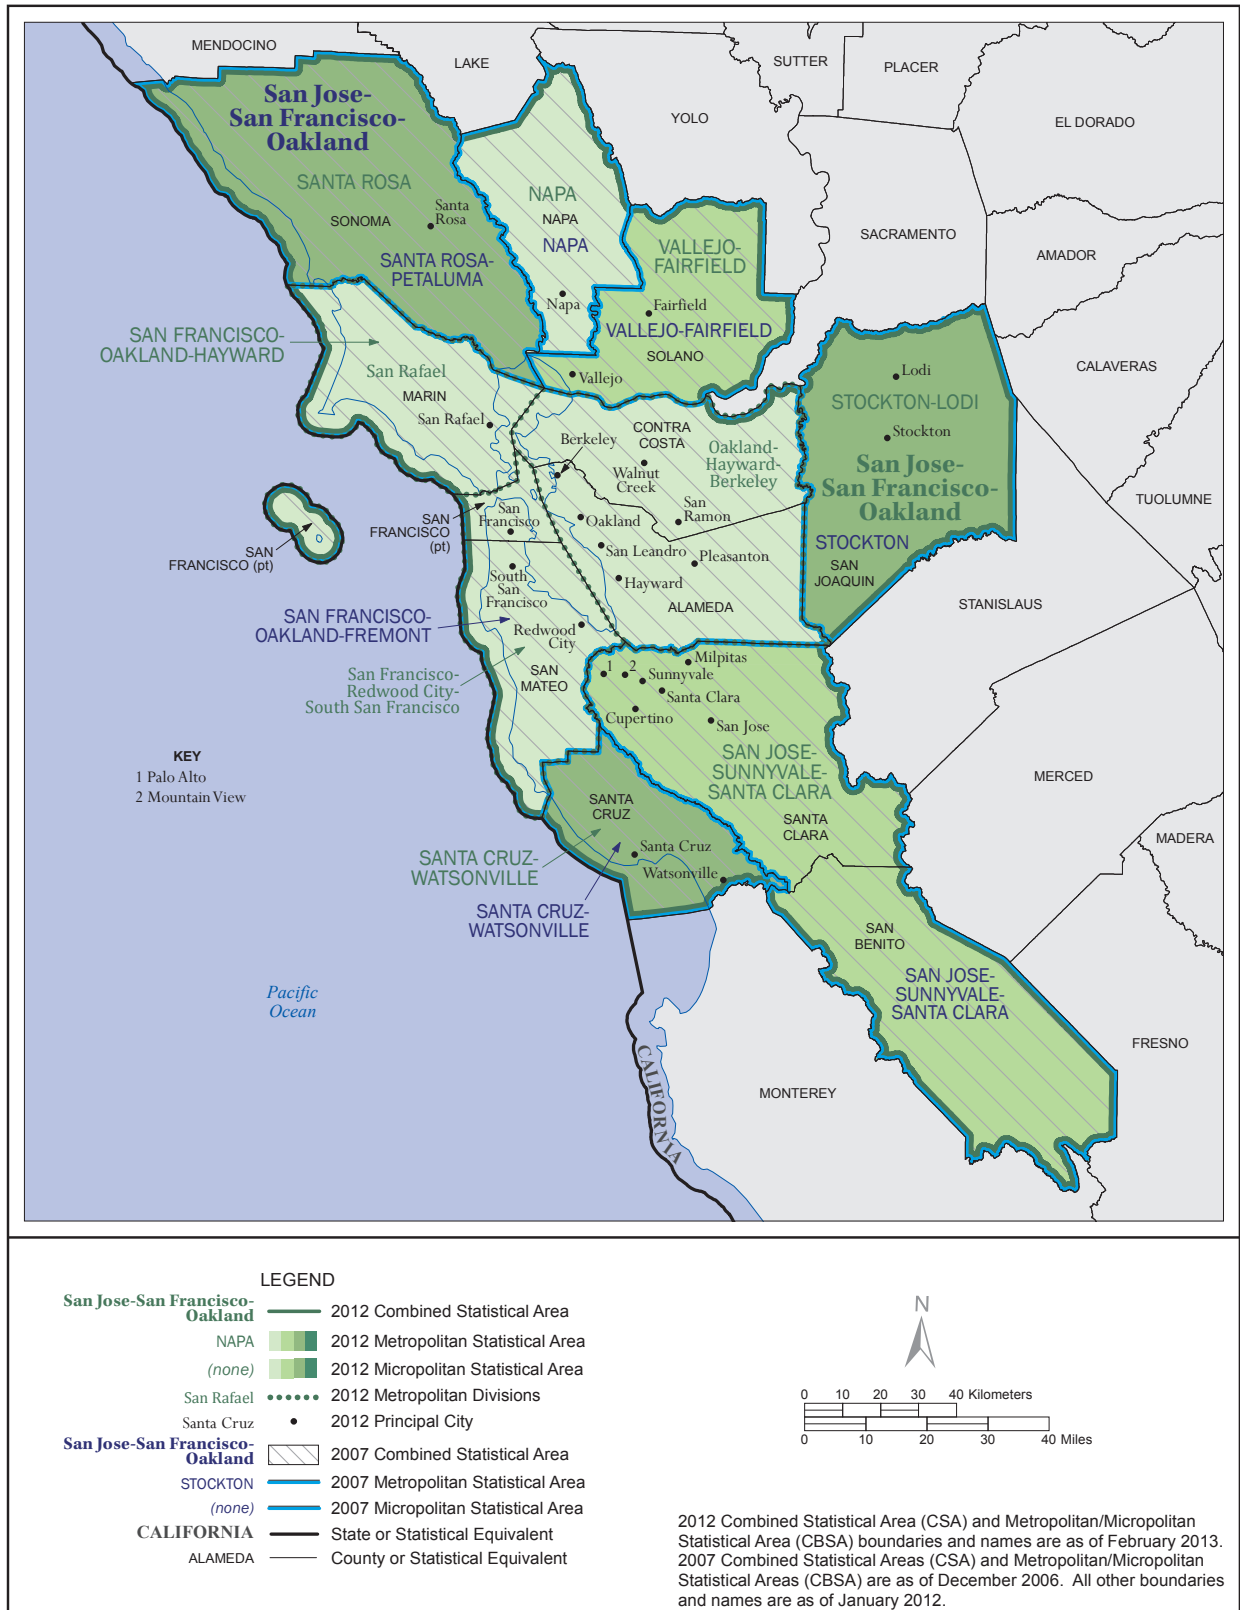 MENDOCINO
LAKE
SUTTER
PLACER
YOLO
EL DORADO
San Jose-
San Francisco-
Oakland
SANTA ROSA
SONOMA
Santa
Rosa
SANTA ROSA-
PETALUMA
NAPA
NAPA
NAPA
Napa
VALLEJO-
FAIRFIELD
Fairfield
VALLEJO-FAIRFIELD
SOLANO
Vallejo
SACRAMENTO
AMADOR
CALAVERAS
TUOLUMNE
SAN FRANCISCO-
OAKLAND-HAYWARD
San Rafael
MARIN
San Rafael
Lodi
STOCKTON-LODI
Stockton
San Jose-
San Francisco-
Oakland
STOCKTON
SAN
JOAQUIN
Berkeley
CONTRA
COSTA
Walnut
Creek
Oakland-
Hayward-
Berkeley
San
Ramon
SAN
FRANCISCO
(pt)
San
Francisco
Oakland
San Leandro
Pleasanton
Hayward
ALAMEDA
SAN
FRANCISCO (pt)
South
San
Francisco
SAN FRANCISCO-
OAKLAND-FREMONT
Redwood
City
San Francisco-
Redwood City-
South San Francisco
SAN
MATEO
STANISLAUS
1
2
Milpitas
Sunnyvale
Santa Clara
Cupertino
San Jose
SAN JOSE-
SUNNYVALE-
SANTA CLARA
SANTA
CLARA
MERCED
MADERA
KEY
1 Palo Alto
2 Mountain View
SANTA
CRUZ
Santa Cruz
Watsonville
SANTA CRUZ-
WATSONVILLE
SANTA CRUZ-
WATSONVILLE
SAN
BENITO
SAN JOSE-
SUNNYVALE-
SANTA CLARA
Pacific
Ocean
CALIFORNIA
MONTEREY
FRESNO
LEGEND
San Jose-San Francisco-
Oakland
2012 Combined Statistical Area
NAPA
2012 Metropolitan Statistical Area
(none)
2012 Micropolitan Statistical Area
San Rafael
2012 Metropolitan Divisions
Santa Cruz
2012 Principal City
San Jose-San Francisco-
Oakland
2007 Combined Statistical Area
STOCKTON
2007 Metropolitan Statistical Area
(none)
2007 Micropolitan Statistical Area
CALIFORNIA
State or Statistical Equivalent
ALAMEDA
County or Statistical Equivalent
N
0 10 20 30 40 Kilometers
0 10 20 30 40 Miles
2012 Combined Statistical Area (CSA) and Metropolitan/Micropolitan
Statistical Area (CBSA) boundaries and names are as of February 2013.
2007 Combined Statistical Areas (CSA) and Metropolitan/Micropolitan
Statistical Areas (CBSA) are as of December 2006. All other boundaries
and names are as of January 2012.